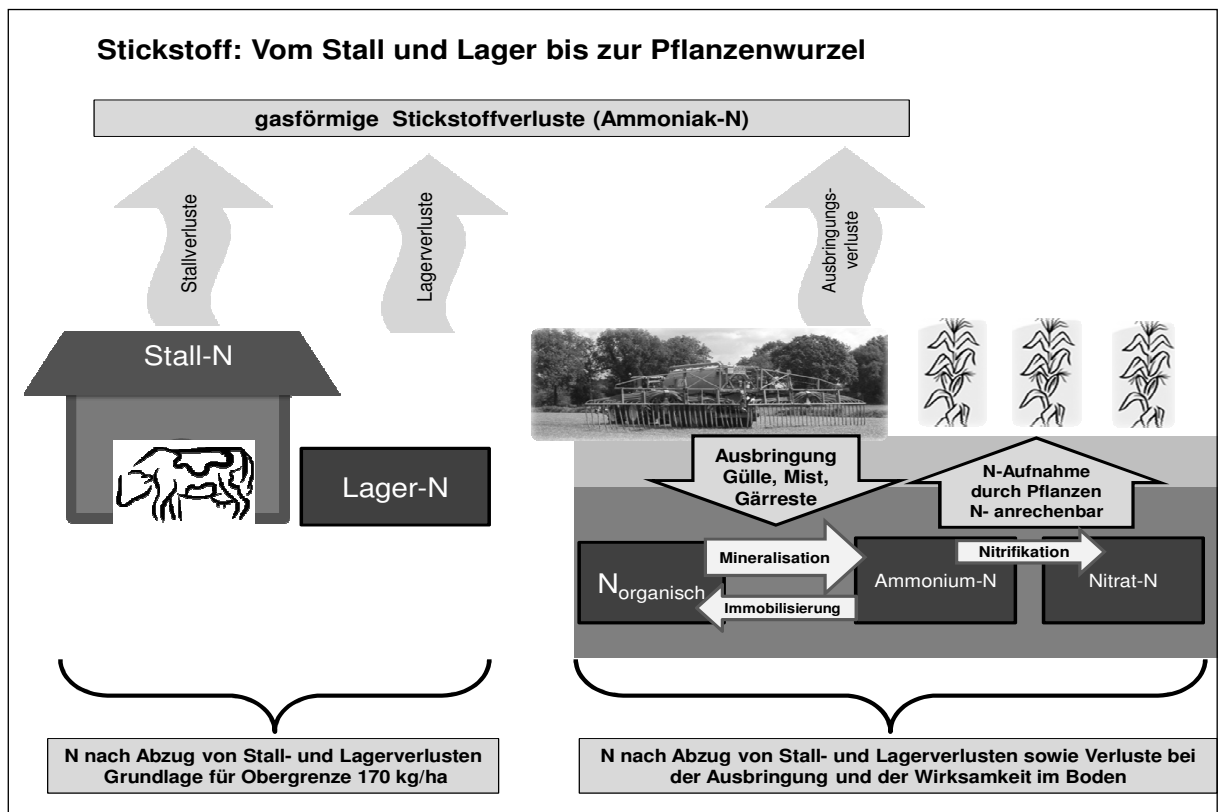 Stickstoff: Vom Stall und Lager bis zur Pflanzenwurzel
gasförmige Stickstoffverluste (Ammoniak-N)
Stallverluste
Lagerverluste
Ausbringungs-
verluste
Stall-N
Lager-N
Ausbringung
Gülle, Mist,
Gärreste
N-Aufnahme
durch Pflanzen
N- anrechenbar
Norganisch
Mineralisation
Immobilisierung
Ammonium-N
Nitrifikation
Nitrat-N
N nach Abzug von Stall- und Lagerverlusten
Grundlage für Obergrenze 170 kg/ha
N nach Abzug von Stall- und Lagerverlusten sowie Verluste bei
der Ausbringung und der Wirksamkeit im Boden